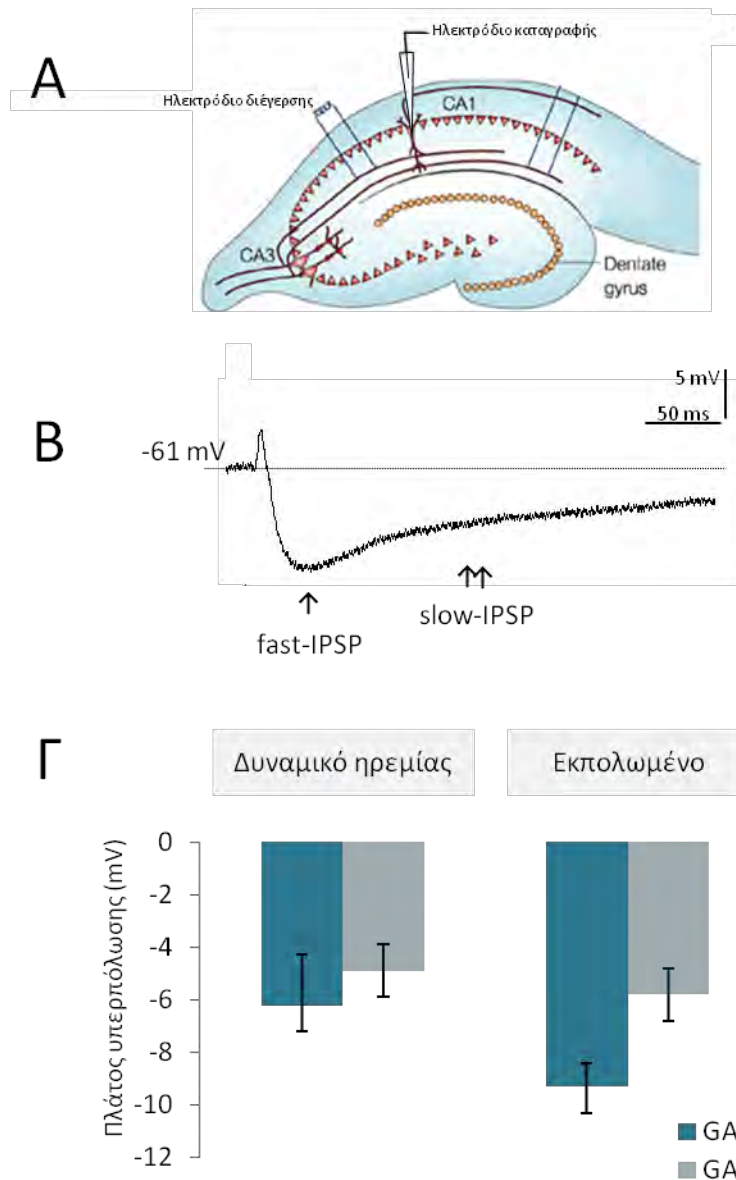 A
Ηλεκτρόδιο καταγραφής
Ηλεκτρόδιο διέγερσης
CA1
CA3
Dentate
gyrus
B
-61 mV
5 mV
50 ms
fast-IPSP
slow-IPSP
Γ
Δυναμικό ηρεμίας
Εκπολωμένο
Πλάτος υπερπόλωσης (mV)
0
-2
-4
-6
-8
-10
-12
GA
GA